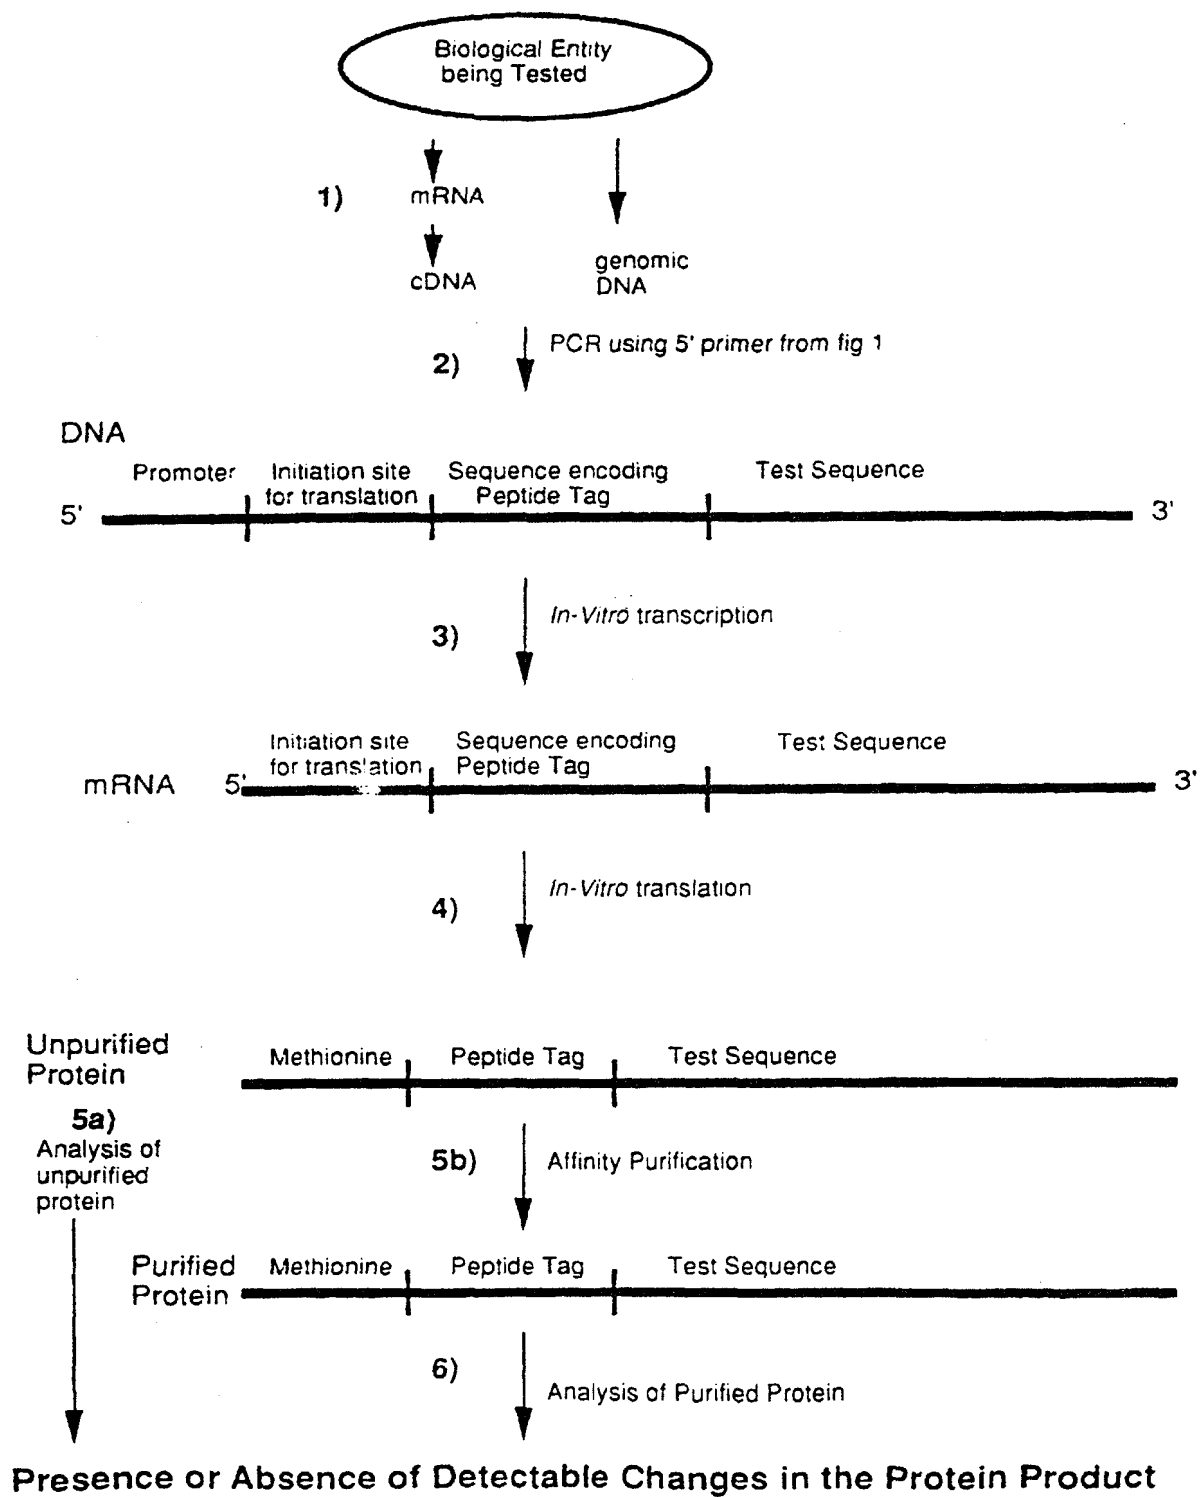 Biological Entity
being Tested
1)
mRNA
cDNA
genomic
DNA
2)
PCR using 5' primer from fig 1
DNA
Promoter
Initiation site
for translation
Sequence encoding
Peptide Tag
Test Sequence
5'
3'
3)
In-Vitro transcription
Initiation site
for translation
Sequence encoding
Peptide Tag
Test Sequence
mRNA
5'
3'
4)
In-Vitro translation
Unpurified
Protein
Methionine
Peptide Tag
Test Sequence
5a)
Analysis of
unpurified
protein
5b)
Affinity Purification
Purified
Protein
Methionine
Peptide Tag
Test Sequence
6)
Analysis of Purified Protein
Presence or Absence of Detectable Changes in the Protein Product